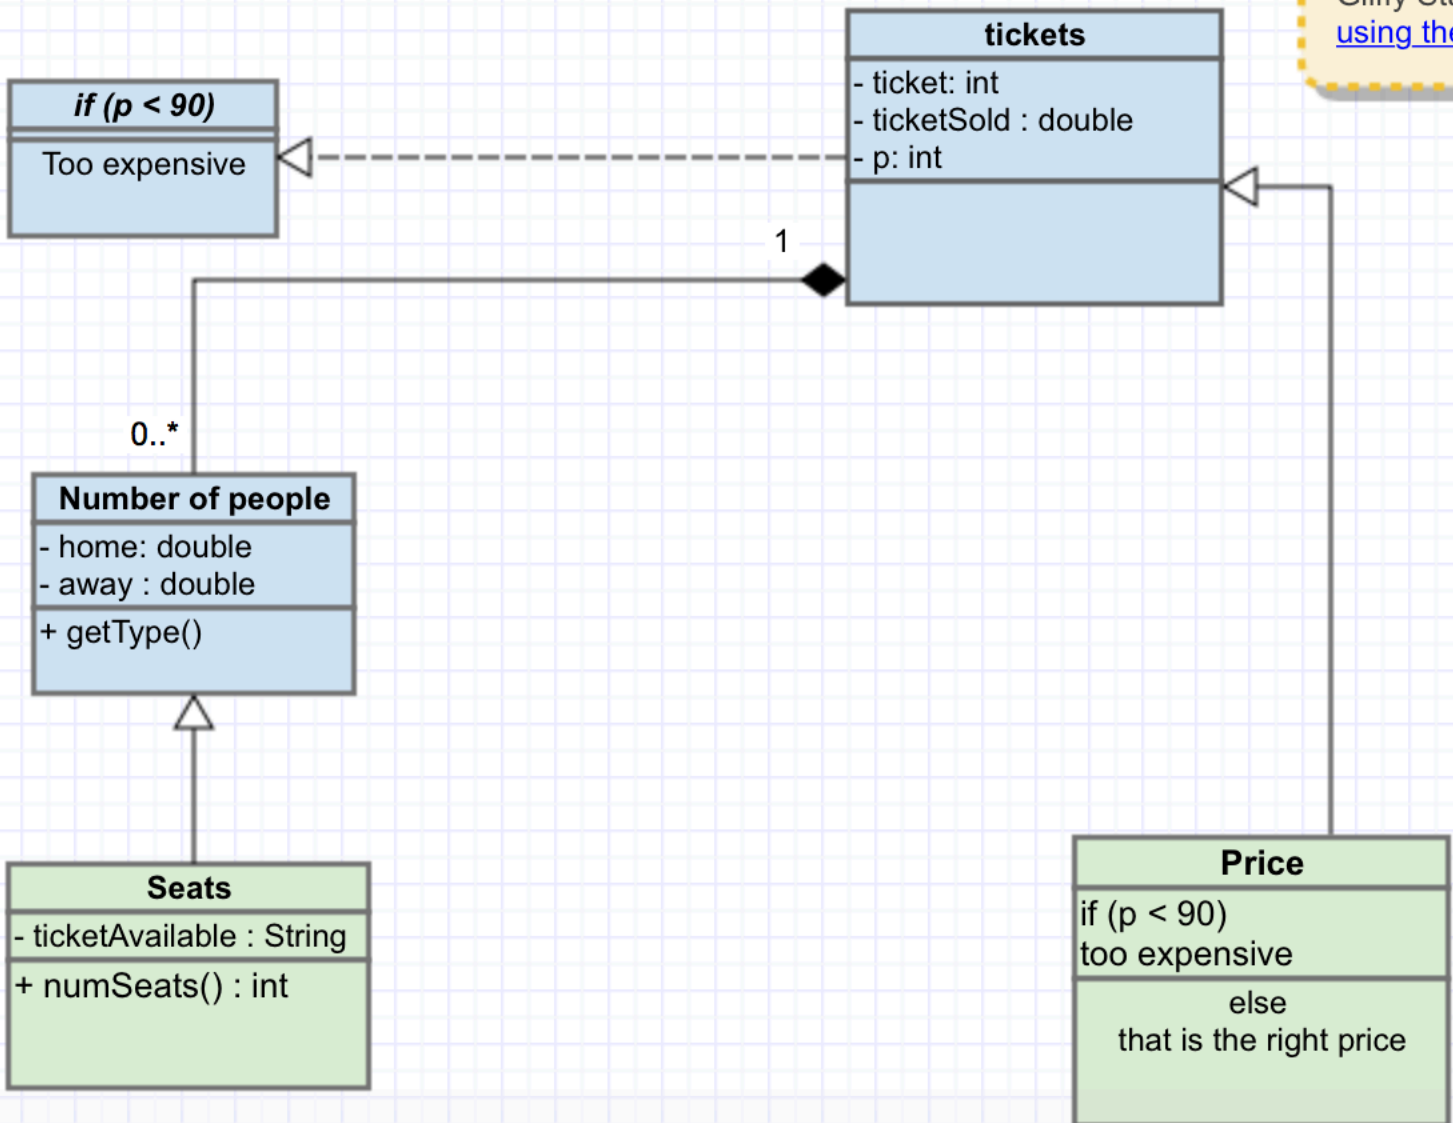 using the
tickets
- ticket: int
- ticketSold : double
- p: int
if (p < 90)
Too expensive
1
0..*
Number of people
- home: double
- away : double
+ getType()
Seats
- ticketAvailable : String
+ numSeats() : int
Price
if (p < 90)
too expensive
else
that is the right price